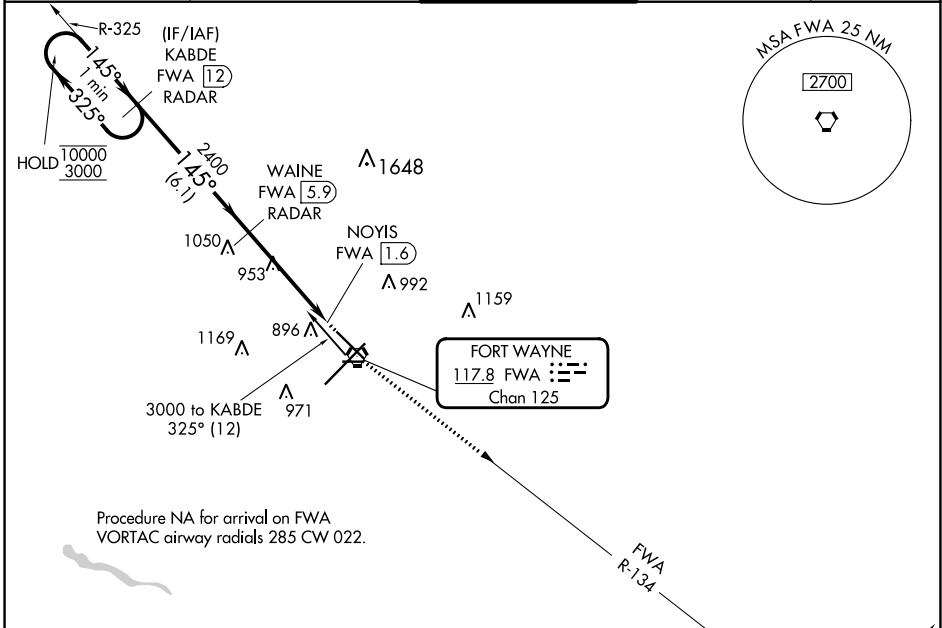 R-325
(IF/IAF)
KABDE
FWA 12
RADAR
145°
1 min
325°
HOLD 10000
3000
2400
145°
(6.1)
WAINE
FWA 5.9
RADAR
1648
MSA FWA 25 NM
2700
NOYIS
FWA 1.6
1050
953
992
1159
896
1169
971
FORT WAYNE
117.8 FWA
Chan 125
3000 to KABDE
325° (12)
Procedure NA for arrival on FWA
VORTAC airway radials 285 CW 022.
FWA
R-134